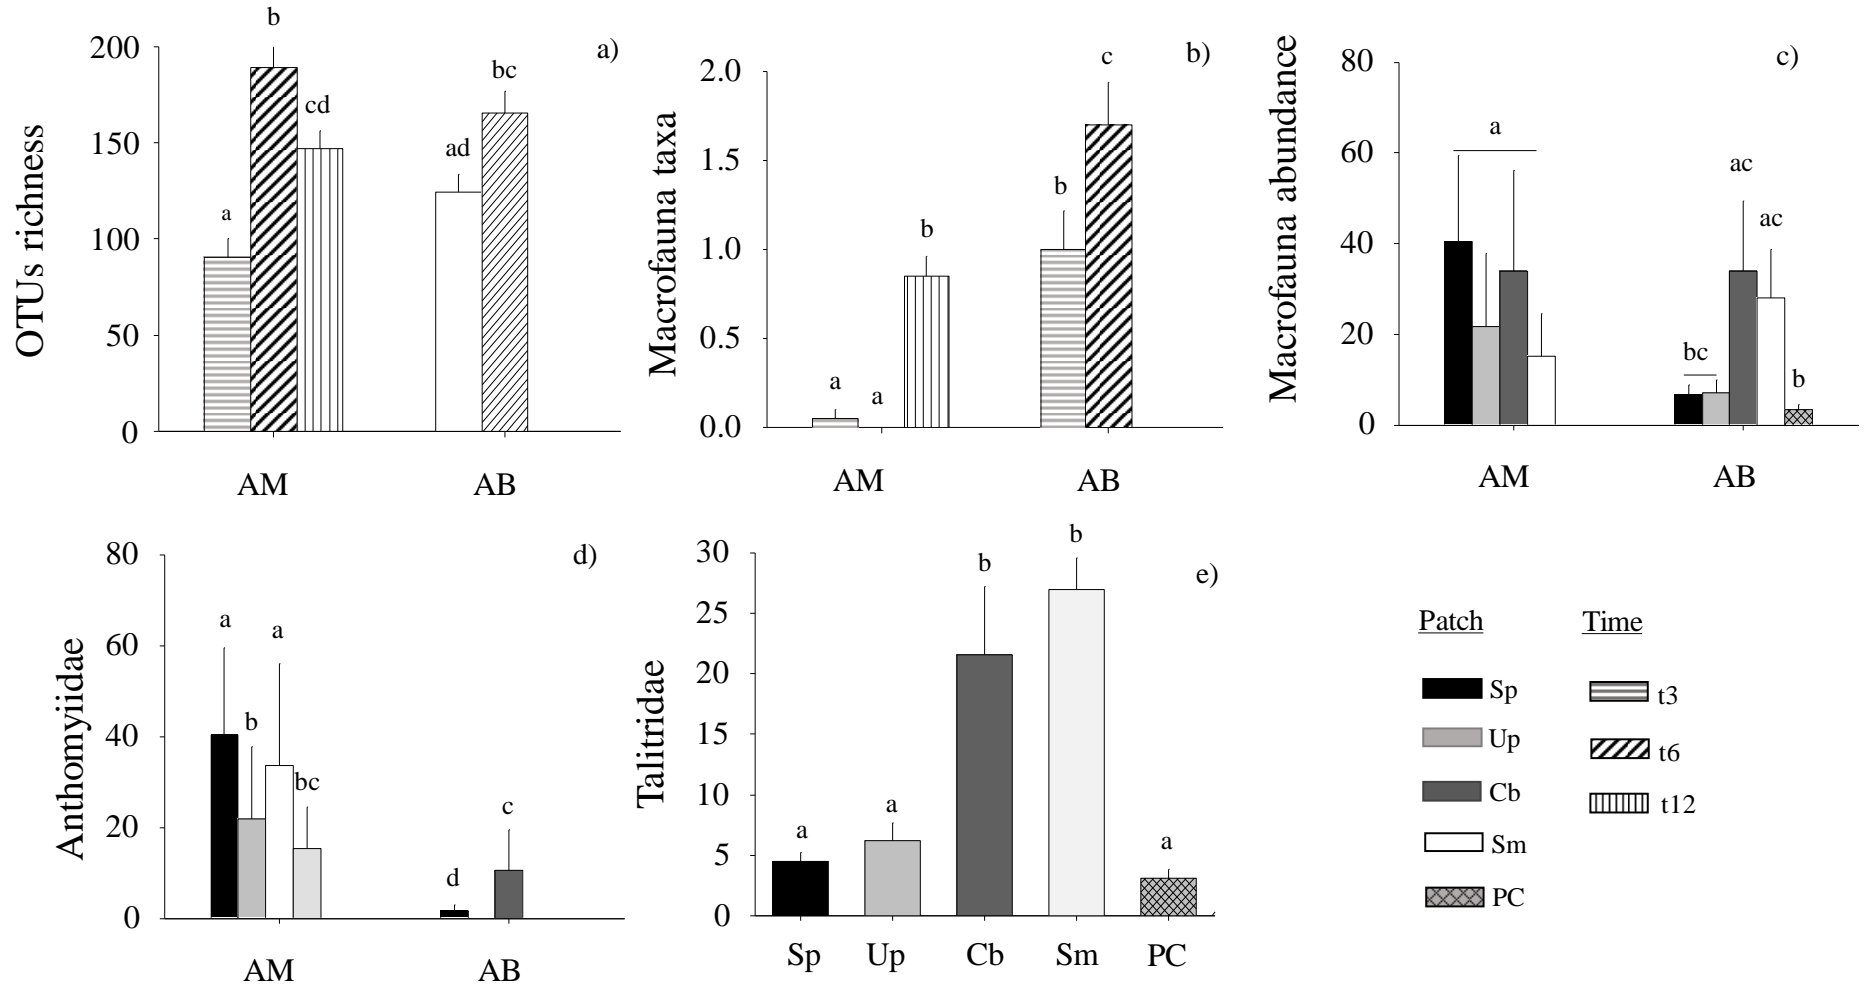 a)
OTUs richness
200
150
100
50
0
a
b
cd
ad
bc
AM
AB
b)
Macrofauna taxa
2.0
1.5
1.0
0.5
0.0
a
a
b
b
c
AM
AB
c)
Macrofauna abundance
80
60
40
20
0
a
bc
ac
ac
b
AM
AB
d)
Anthomyiidae
80
60
40
20
0
a
b
a
bc
d
c
AM
AB
e)
Talitridae
30
25
20
15
10
5
0
a
a
b
b
a
Sp
Up
Cb
Sm
PC
Patch
Sp
Up
Cb
Sm
PC
Time
t3
t6
t12